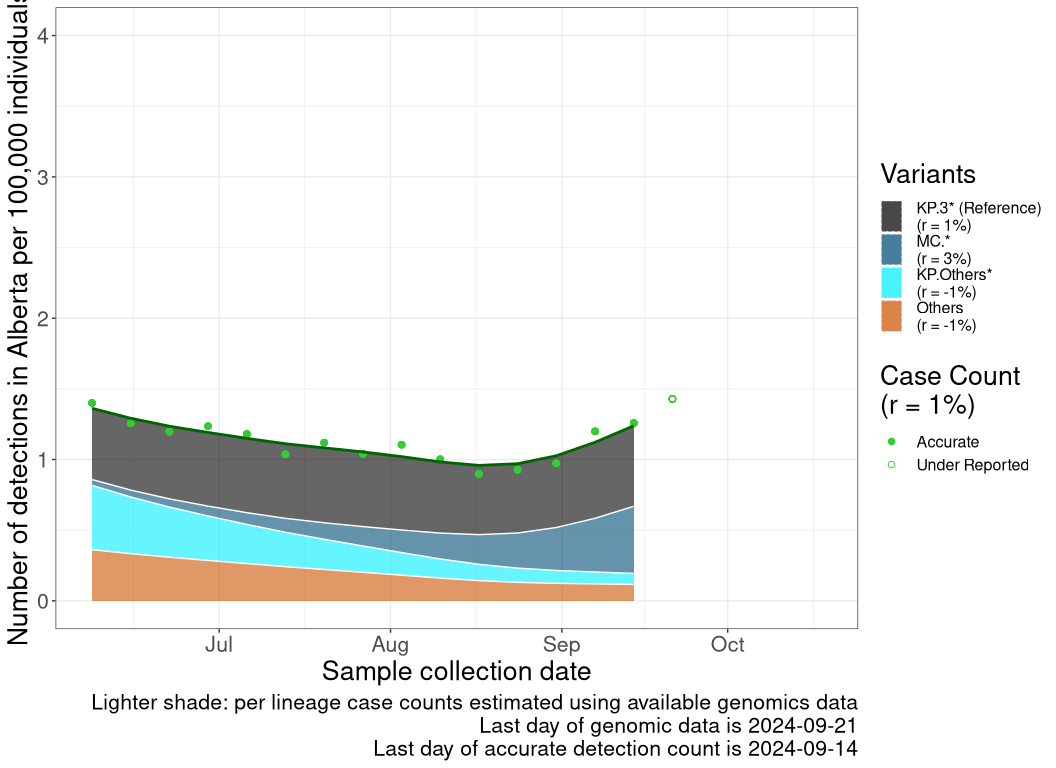 Number of detections in Alberta per 100,000 individuals
4
3
2
1
0
Jul
Aug
Sep
Oct
Sample collection date
Lighter shade: per lineage case counts estimated using available genomics data
Last day of genomic data is 2024-09-21
Last day of accurate detection count is 2024-09-14
Variants
KP.3* (Reference)
(r = 1%)
MC.*
(r = 3%)
KP.Others*
(r = -1%)
Others
(r = -1%)
Case Count
(r = 1%)
Accurate
Under Reported